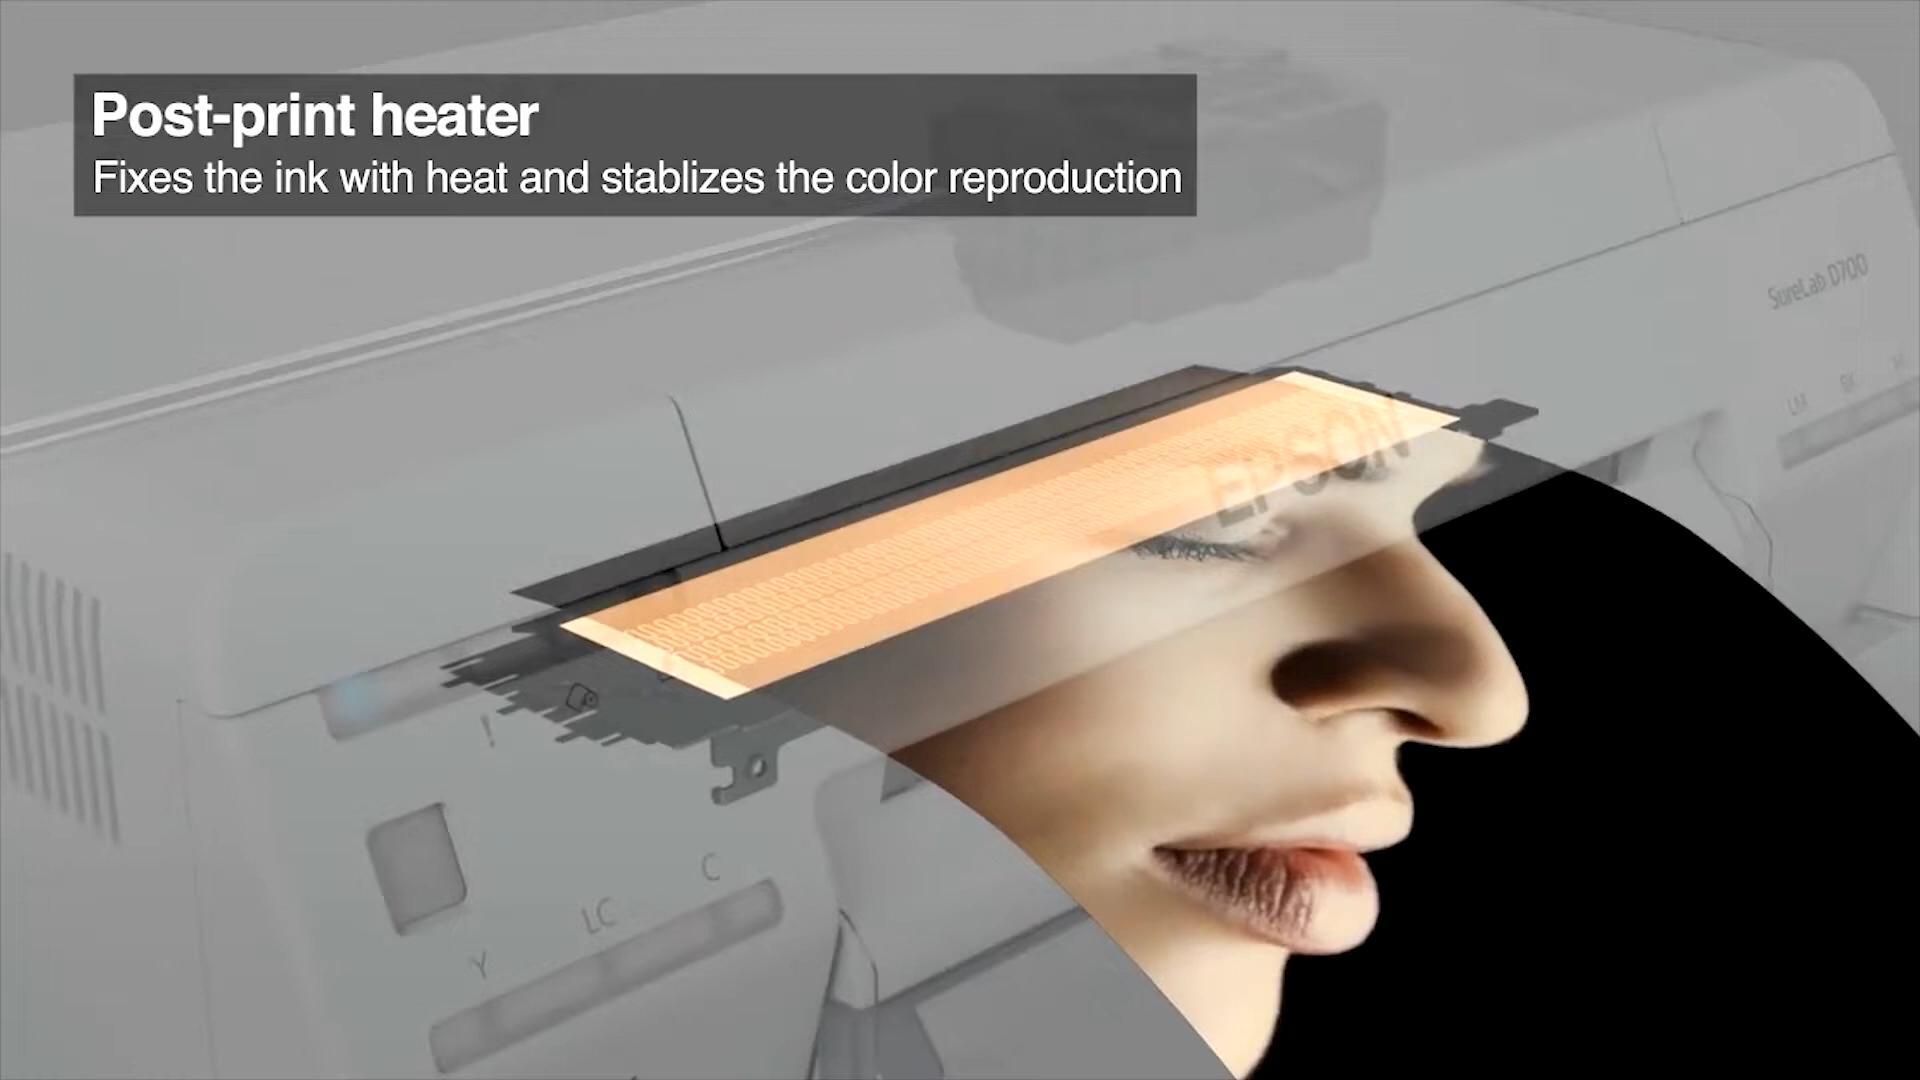 Post-print heater
Fixes the ink with heat and stablizes the color reproduction
SureLab D700
LM
BK
EPSON
!
C
LC
Y